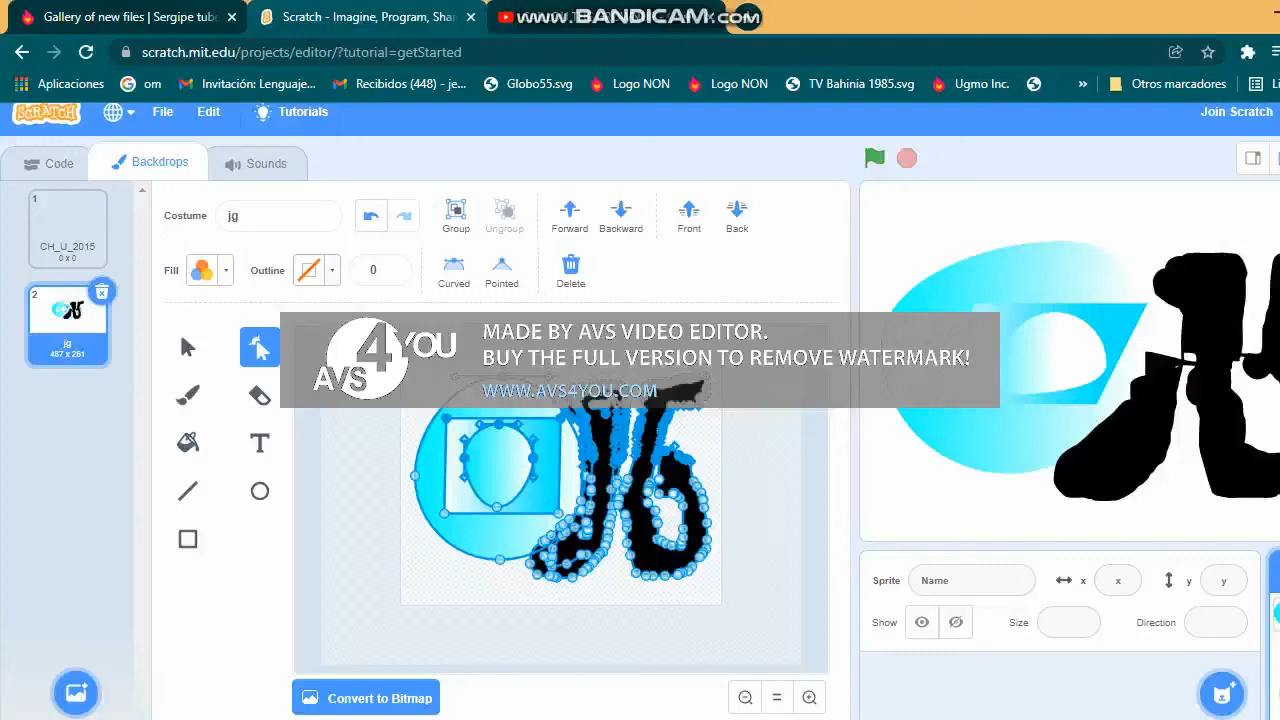 Gallery of new files | Sergipe tube
Scratch - Imagine, Program, Shar
WWW.BANDICAM.COM
scratch.mit.edu/projects/editor/?tutorial=getStarted
Aplicaciones
om
Invitación: Lenguaje...
Recibidos (448) - je...
Globo55.svg
Logo NON
Logo NON
TV Bahinia 1985.svg
Ugmo Inc.
»
Otros marcadores
SCRATCH
File
Edit
Tutorials
Join Scratch
Code
Backdrops
Sounds
1
CH_U_2015
0 x 0
2
jg
487 x 261
Costume
jg
Group
Ungroup
Forward
Backward
Front
Back
Fill
Outline
0
Curved
Pointed
Delete
AVS4YOU
MADE BY AVS VIDEO EDITOR.
BUY THE FULL VERSION TO REMOVE WATERMARK!
WWW.AVS4YOU.COM
T
Convert to Bitmap
Sprite
Name
x
x
y
y
Show
Size
Direction